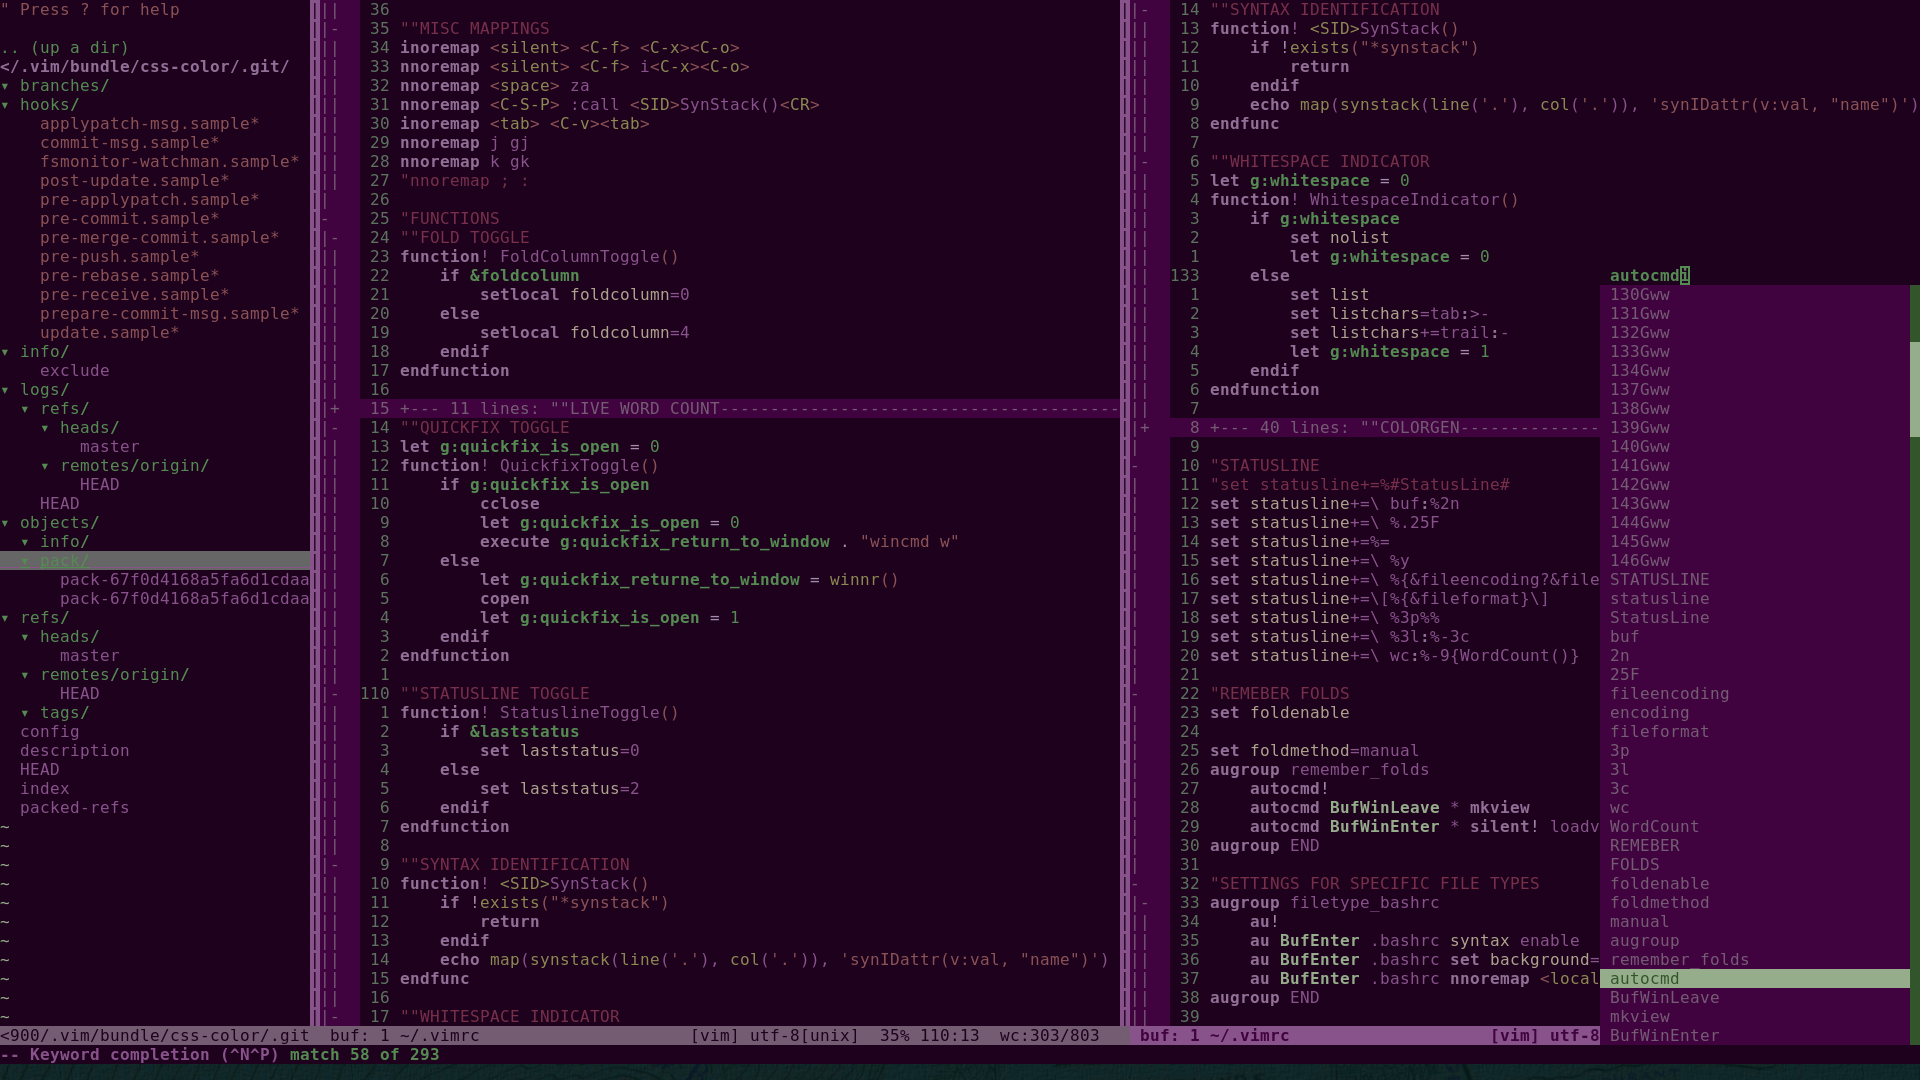 " Press ? for help

.. (up a dir)
</.vim/bundle/css-color/.git/
▾ branches/
▾ hooks/
    applypatch-msg.sample*
    commit-msg.sample*
    fsmonitor-watchman.sample*
    post-update.sample*
    pre-applypatch.sample*
    pre-commit.sample*
    pre-merge-commit.sample*
    pre-push.sample*
    pre-rebase.sample*
    pre-receive.sample*
    prepare-commit-msg.sample*
    update.sample*
▾ info/
    exclude
▾ logs/
  ▾ refs/
    ▾ heads/
        master
    ▾ remotes/origin/
        HEAD
    HEAD
▾ objects/
  ▾ info/
  ▾ pack/
      pack-67f0d4168a5fa6d1cdaa
      pack-67f0d4168a5fa6d1cdaa
▾ refs/
  ▾ heads/
      master
  ▾ remotes/origin/
      HEAD
  ▾ tags/
  config
  description
  HEAD
  index
  packed-refs
~
~
~
~
~
~
~
~
~
~
~
<900/.vim/bundle/css-color/.git
|| 36
|- 35 ""MISC MAPPINGS
|| 34 inoremap <silent> <C-f> <C-x><C-o>
|| 33 nnoremap <silent> <C-f> i<C-x><C-o>
|| 32 nnoremap <space> za
|| 31 nnoremap <C-S-P> :call <SID>SynStack()<CR>
|| 30 inoremap <tab> <C-v><tab>
|| 29 nnoremap j gj
|| 28 nnoremap k gk
|| 27 "nnoremap ; :
| 26
- 25 "FUNCTIONS
|- 24 ""FOLD TOGGLE
|| 23 function! FoldColumnToggle()
|| 22     if &foldcolumn
|| 21         setlocal foldcolumn=0
|| 20     else
|| 19         setlocal foldcolumn=4
|| 18     endif
|| 17 endfunction
|| 16
|+ 15 +--- 11 lines: ""LIVE WORD COUNT----------------------------------------
|- 14 ""QUICKFIX TOGGLE
|| 13 let g:quickfix_is_open = 0
|| 12 function! QuickfixToggle()
|| 11     if g:quickfix_is_open
|| 10         cclose
|| 9         let g:quickfix_is_open = 0
|| 8         execute g:quickfix_return_to_window . "wincmd w"
|| 7     else
|| 6         let g:quickfix_returne_to_window = winnr()
|| 5         copen
|| 4         let g:quickfix_is_open = 1
|| 3     endif
|| 2 endfunction
|| 1
|- 110 ""STATUSLINE TOGGLE
|| 1 function! StatuslineToggle()
|| 2     if &laststatus
|| 3         set laststatus=0
|| 4     else
|| 5         set laststatus=2
|| 6     endif
|| 7 endfunction
|| 8
|- 9 ""SYNTAX IDENTIFICATION
|| 10 function! <SID>SynStack()
|| 11     if !exists("*synstack")
|| 12         return
|| 13     endif
|| 14     echo map(synstack(line('.'), col('.')), 'synIDattr(v:val, "name")')
|| 15 endfunc
|| 16
|- 17 ""WHITESPACE INDICATOR
buf: 1 ~/.vimrc [vim] utf-8[unix] 35% 110:13 wc:303/803
|- 14 ""SYNTAX IDENTIFICATION
|| 13 function! <SID>SynStack()
|| 12     if !exists("*synstack")
|| 11         return
|| 10     endif
|| 9     echo map(synstack(line('.'), col('.')), 'synIDattr(v:val, "name")')
|| 8 endfunc
|| 7
|- 6 ""WHITESPACE INDICATOR
|| 5 let g:whitespace = 0
|| 4 function! WhitespaceIndicator()
|| 3     if g:whitespace
|| 2         set nolist
|| 1         let g:whitespace = 0
|| 133     else autocmdi
|| 1         set list
|| 2         set listchars=tab:>-
|| 3         set listchars+=trail:-
|| 4         let g:whitespace = 1
|| 5     endif
|| 6 endfunction
|| 7
|+ 8 +--- 40 lines: ""COLORGEN--------------
| 9
- 10 "STATUSLINE
| 11 "set statusline+=%#StatusLine#
| 12 set statusline+=\ buf:%2n
| 13 set statusline+=\ %.25F
| 14 set statusline+=%=
| 15 set statusline+=\ %y
| 16 set statusline+=\ %{&fileencoding?&file
| 17 set statusline+=\[%{&fileformat}\]
| 18 set statusline+=\ %3p%%
| 19 set statusline+=\ %3l:%-3c
| 20 set statusline+=\ wc:%-9{WordCount()}
| 21
- 22 "REMEBER FOLDS
| 23 set foldenable
| 24
| 25 set foldmethod=manual
| 26 augroup remember_folds
| 27     autocmd!
| 28     autocmd BufWinLeave * mkview
| 29     autocmd BufWinEnter * silent! loadv
| 30 augroup END
| 31
- 32 "SETTINGS FOR SPECIFIC FILE TYPES
|- 33 augroup filetype_bashrc
|| 34     au!
|| 35     au BufEnter .bashrc syntax enable
|| 36     au BufEnter .bashrc set background=
|| 37     au BufEnter .bashrc nnoremap <local
|| 38 augroup END
|| 39
buf: 1 ~/.vimrc [vim] utf-8
130Gww
131Gww
132Gww
133Gww
134Gww
137Gww
138Gww
139Gww
140Gww
141Gww
142Gww
143Gww
144Gww
145Gww
146Gww
STATUSLINE
statusline
StatusLine
buf
2n
25F
fileencoding
encoding
fileformat
3p
3l
3c
wc
WordCount
REMEBER
FOLDS
foldenable
foldmethod
manual
augroup
remember_folds
autocmd
BufWinLeave
mkview
BufWinEnter
-- Keyword completion (^N^P) match 58 of 293